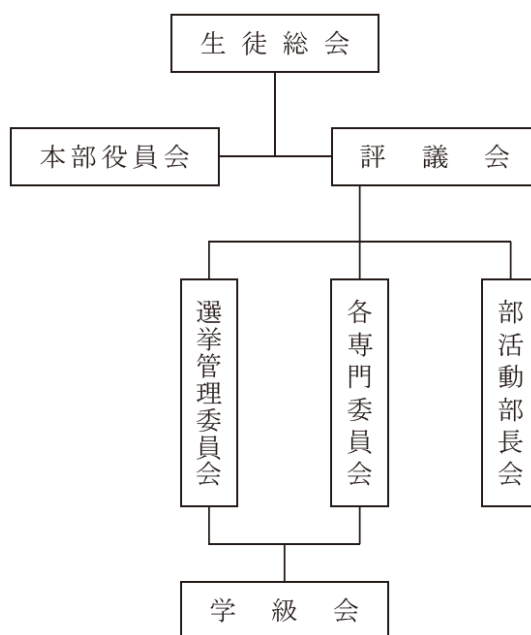 生徒総会
本部役員会
評議会
選挙管理委員会
各専門委員会
部活動部長会
学級会